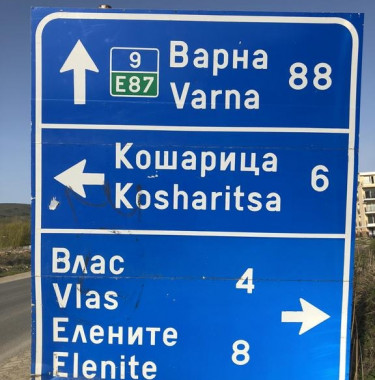 9 Варна 88
E87 Varna
Кошарица 6
Kosharitsa
Влас 4
Vlas
Елените 8
Elenite